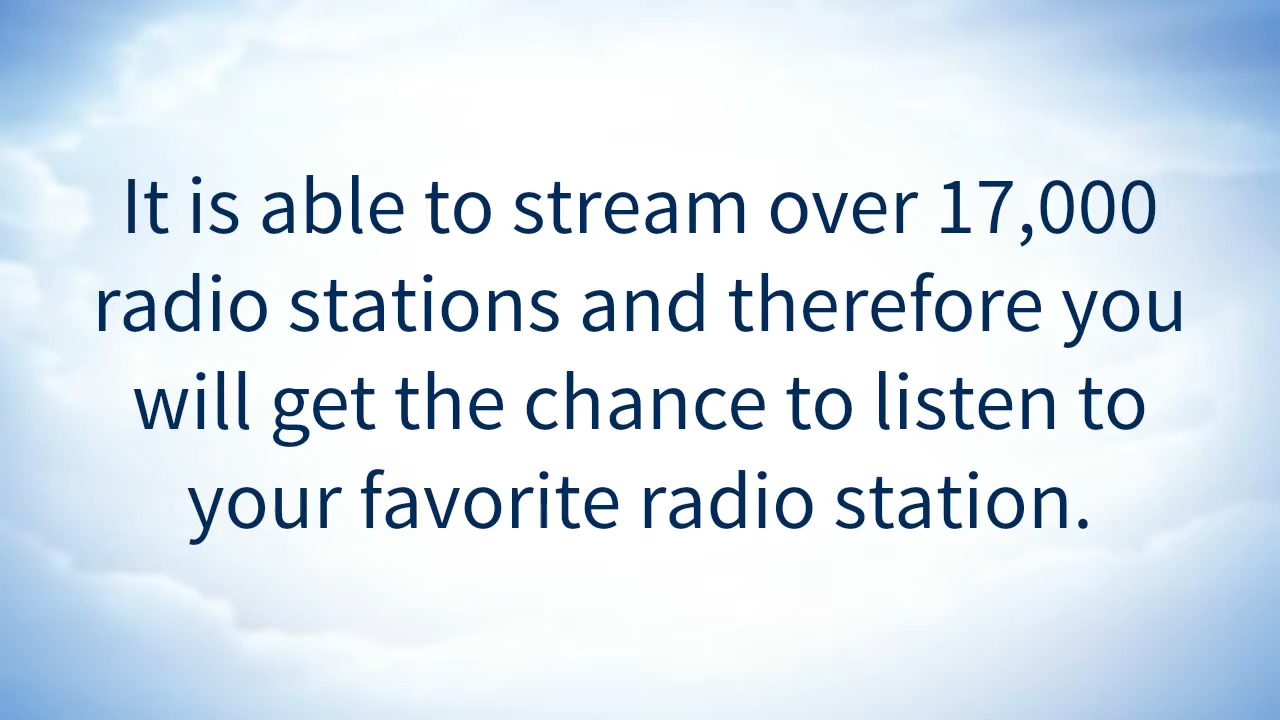 It is able to stream over 17,000
radio stations and therefore you
will get the chance to listen to
your favorite radio station.